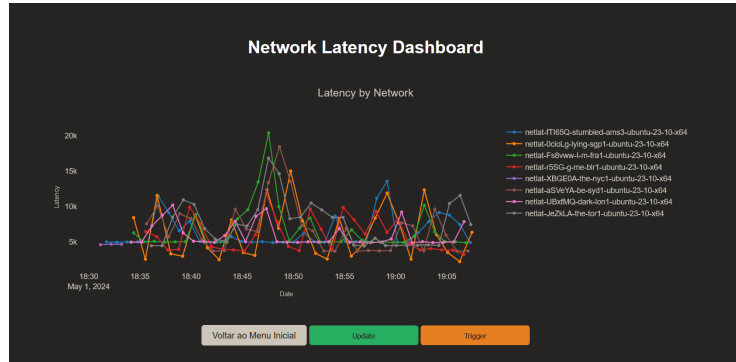 Network Latency Dashboard
Latency by Network
20k
15k
10k
5k
Latency
18:30 18:35 18:40 18:45 18:50 18:55 19:00 19:05
May 1, 2024
Date
netlat-fTI65Q-stumbled-ams3-ubuntu-23-10-x64
netlat-0cioLg-lying-sgp1-ubuntu-23-10-x64
netlat-Fs8vww-I-m-fra1-ubuntu-23-10-x64
netlat-r5SG-g-me-blr1-ubuntu-23-10-x64
netlat-XBGE0A-the-nyc1-ubuntu-23-10-x64
netlat-aSVeYA-be-syd1-ubuntu-23-10-x64
netlat-UBxfMQ-dark-lon1-ubuntu-23-10-x64
netlat-JeZkLA-the-tor1-ubuntu-23-10-x64
Voltar ao Menu Inicial
Update
Trigger